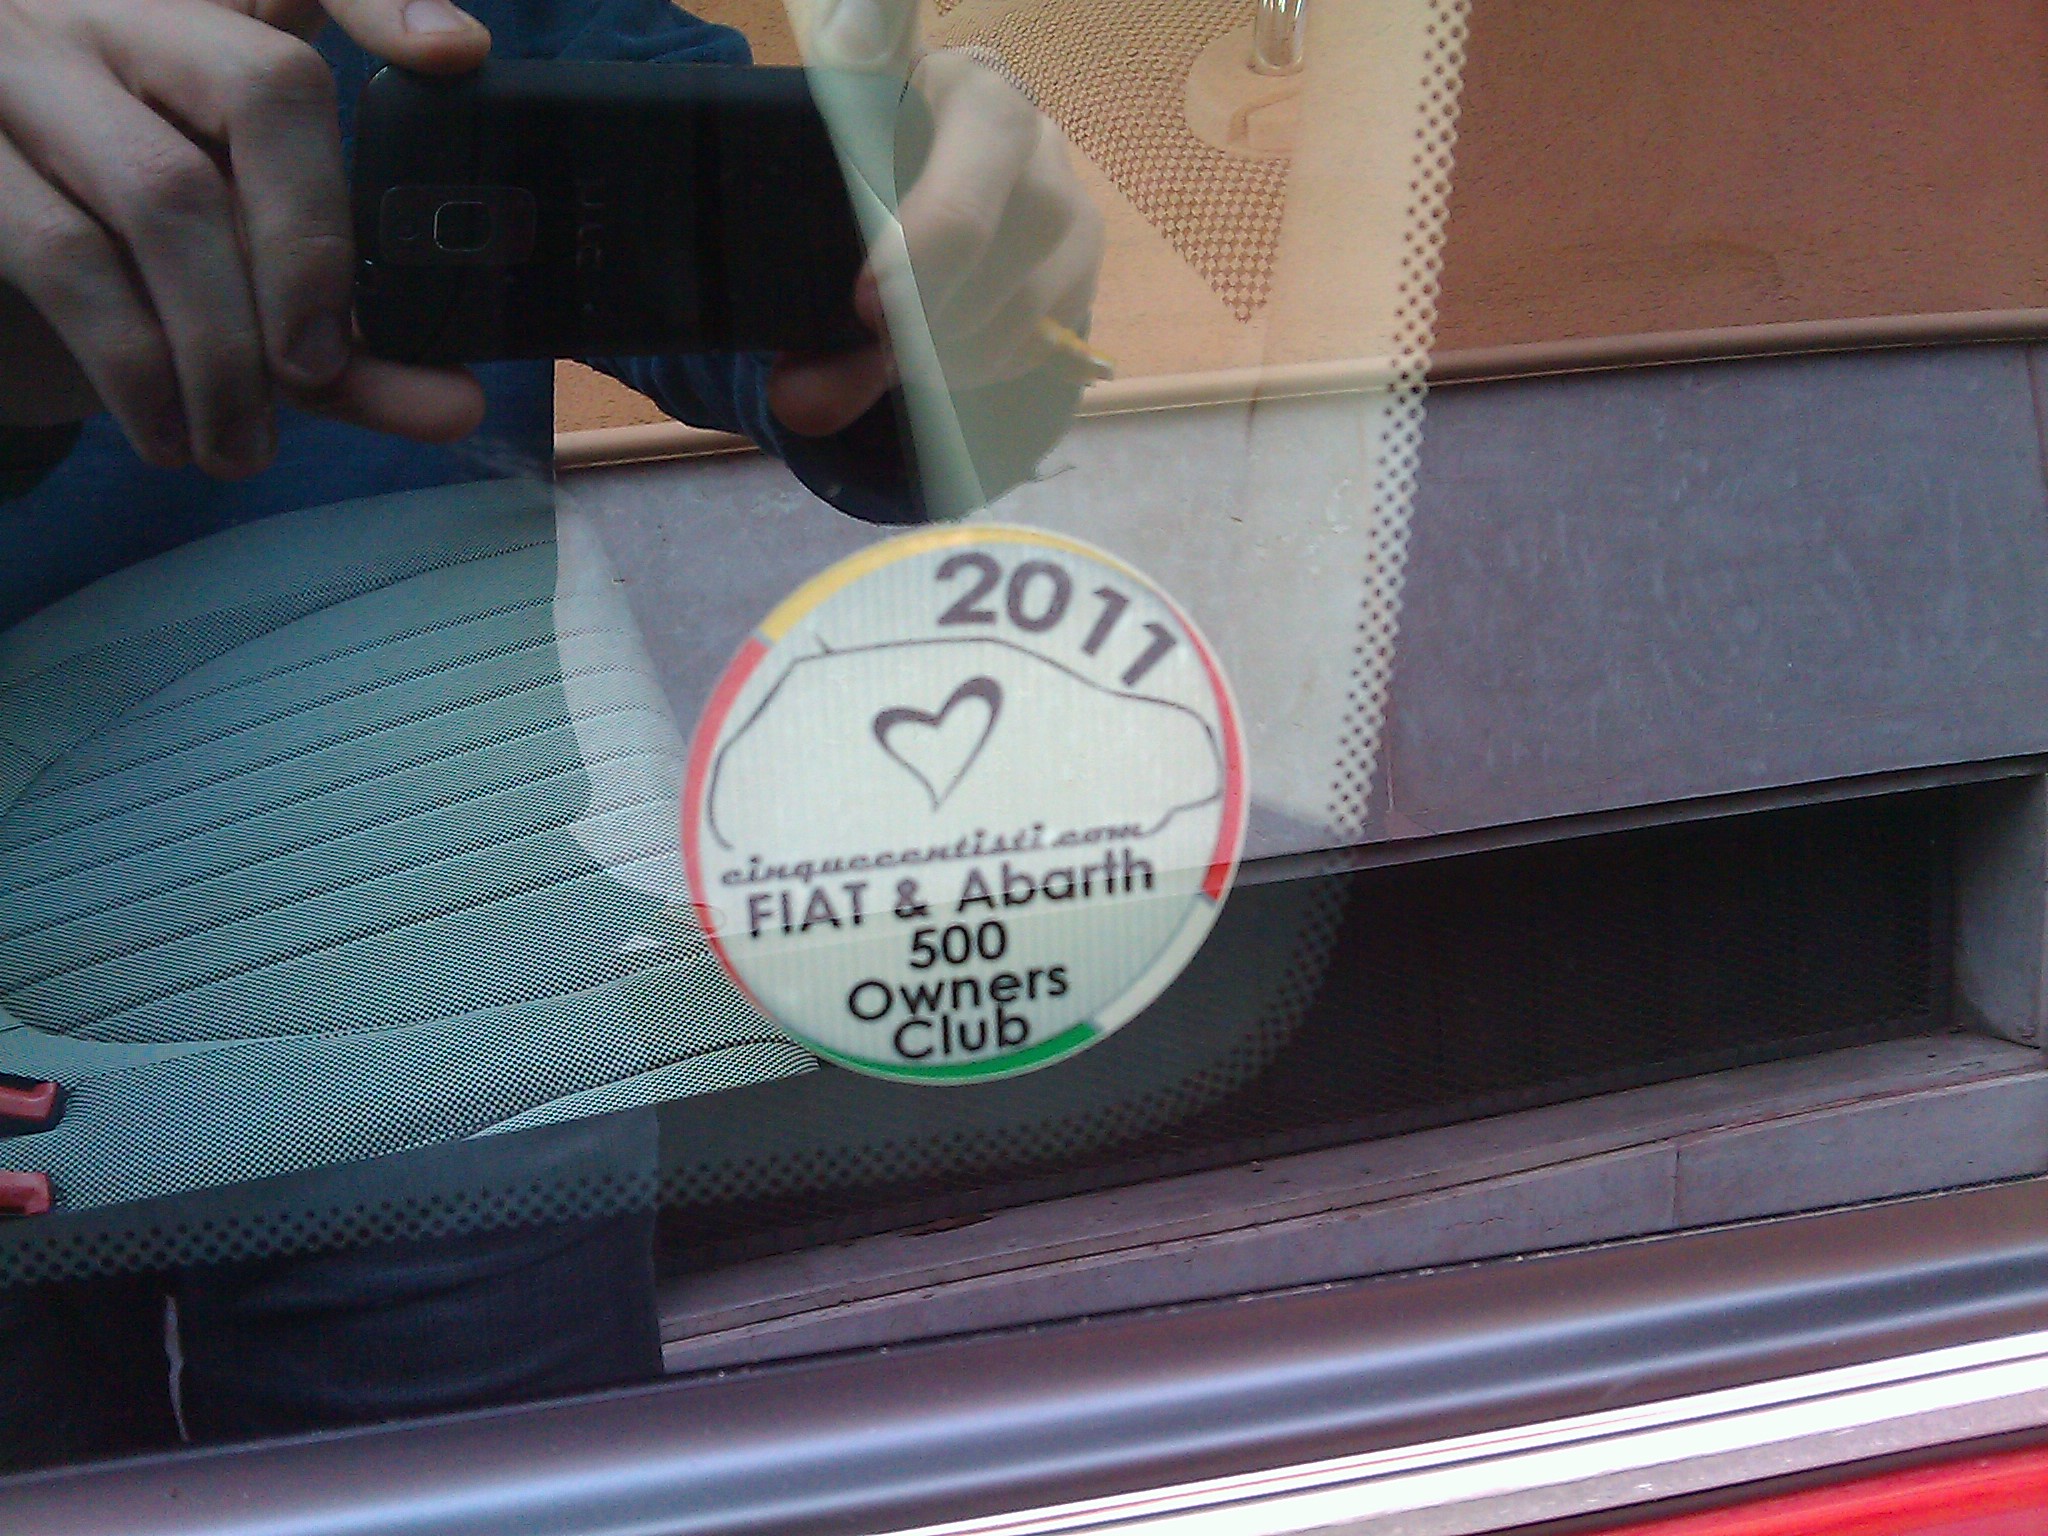 2011
cinquecentisti.com
FIAT & Abarth
500
Owners
Club